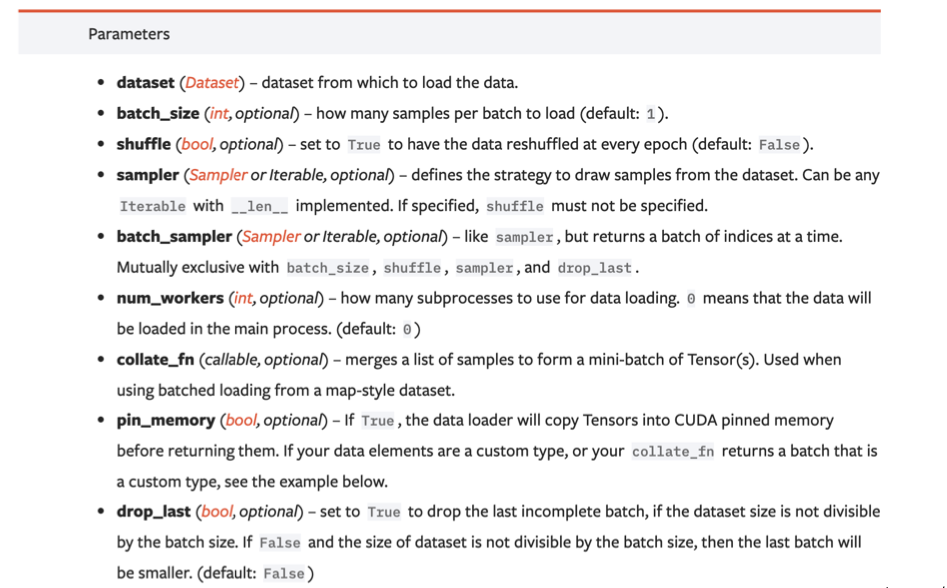 Parameters
• dataset (Dataset) – dataset from which to load the data.
• batch_size (int, optional) – how many samples per batch to load (default: 1).
• shuffle (bool, optional) – set to True to have the data reshuffled at every epoch (default: False).
• sampler (Sampler or Iterable, optional) – defines the strategy to draw samples from the dataset. Can be any
Iterable with __len__ implemented. If specified, shuffle must not be specified.
• batch_sampler (Sampler or Iterable, optional) – like sampler, but returns a batch of indices at a time.
Mutually exclusive with batch_size, shuffle, sampler, and drop_last.
• num_workers (int, optional) – how many subprocesses to use for data loading. 0 means that the data will
be loaded in the main process. (default: 0)
• collate_fn (callable, optional) – merges a list of samples to form a mini-batch of Tensor(s). Used when
using batched loading from a map-style dataset.
• pin_memory (bool, optional) – If True, the data loader will copy Tensors into CUDA pinned memory
before returning them. If your data elements are a custom type, or your collate_fn returns a batch that is
a custom type, see the example below.
• drop_last (bool, optional) – set to True to drop the last incomplete batch, if the dataset size is not divisible
by the batch size. If False and the size of dataset is not divisible by the batch size, then the last batch will
be smaller. (default: False)